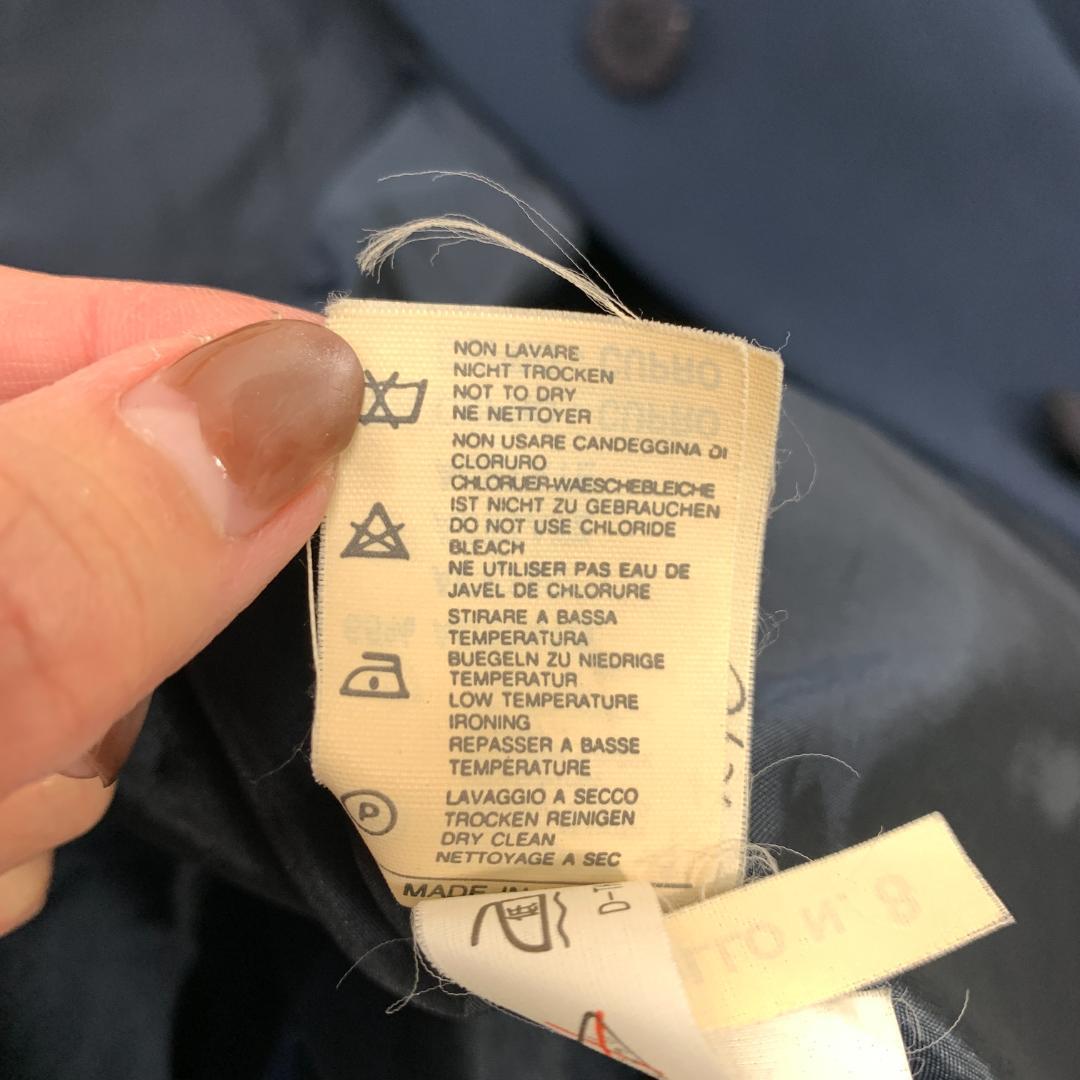 NON LAVARE
NICHT TROCKEN
NOT TO DRY
NE NETTOYER
NON USARE CANDEGGINA DI
CLORURO
CHLORUER-WAESCHEBLEICHE
IST NICHT ZU GEBRAUCHEN
DO NOT USE CHLORIDE
BLEACH
NE UTILISER PAS EAU DE
JAVEL DE CHLORURE
STIRARE A BASSA
TEMPERATURA
BUEGELN ZU NIEDRIGE
TEMPERATUR
LOW TEMPERATURE
IRONING
REPASSER A BASSE
TEMPÉRATURE
P
LAVAGGIO A SECCO
TROCKEN REINIGEN
DRY CLEAN
NETTOYAGE A SEC
MADE IN